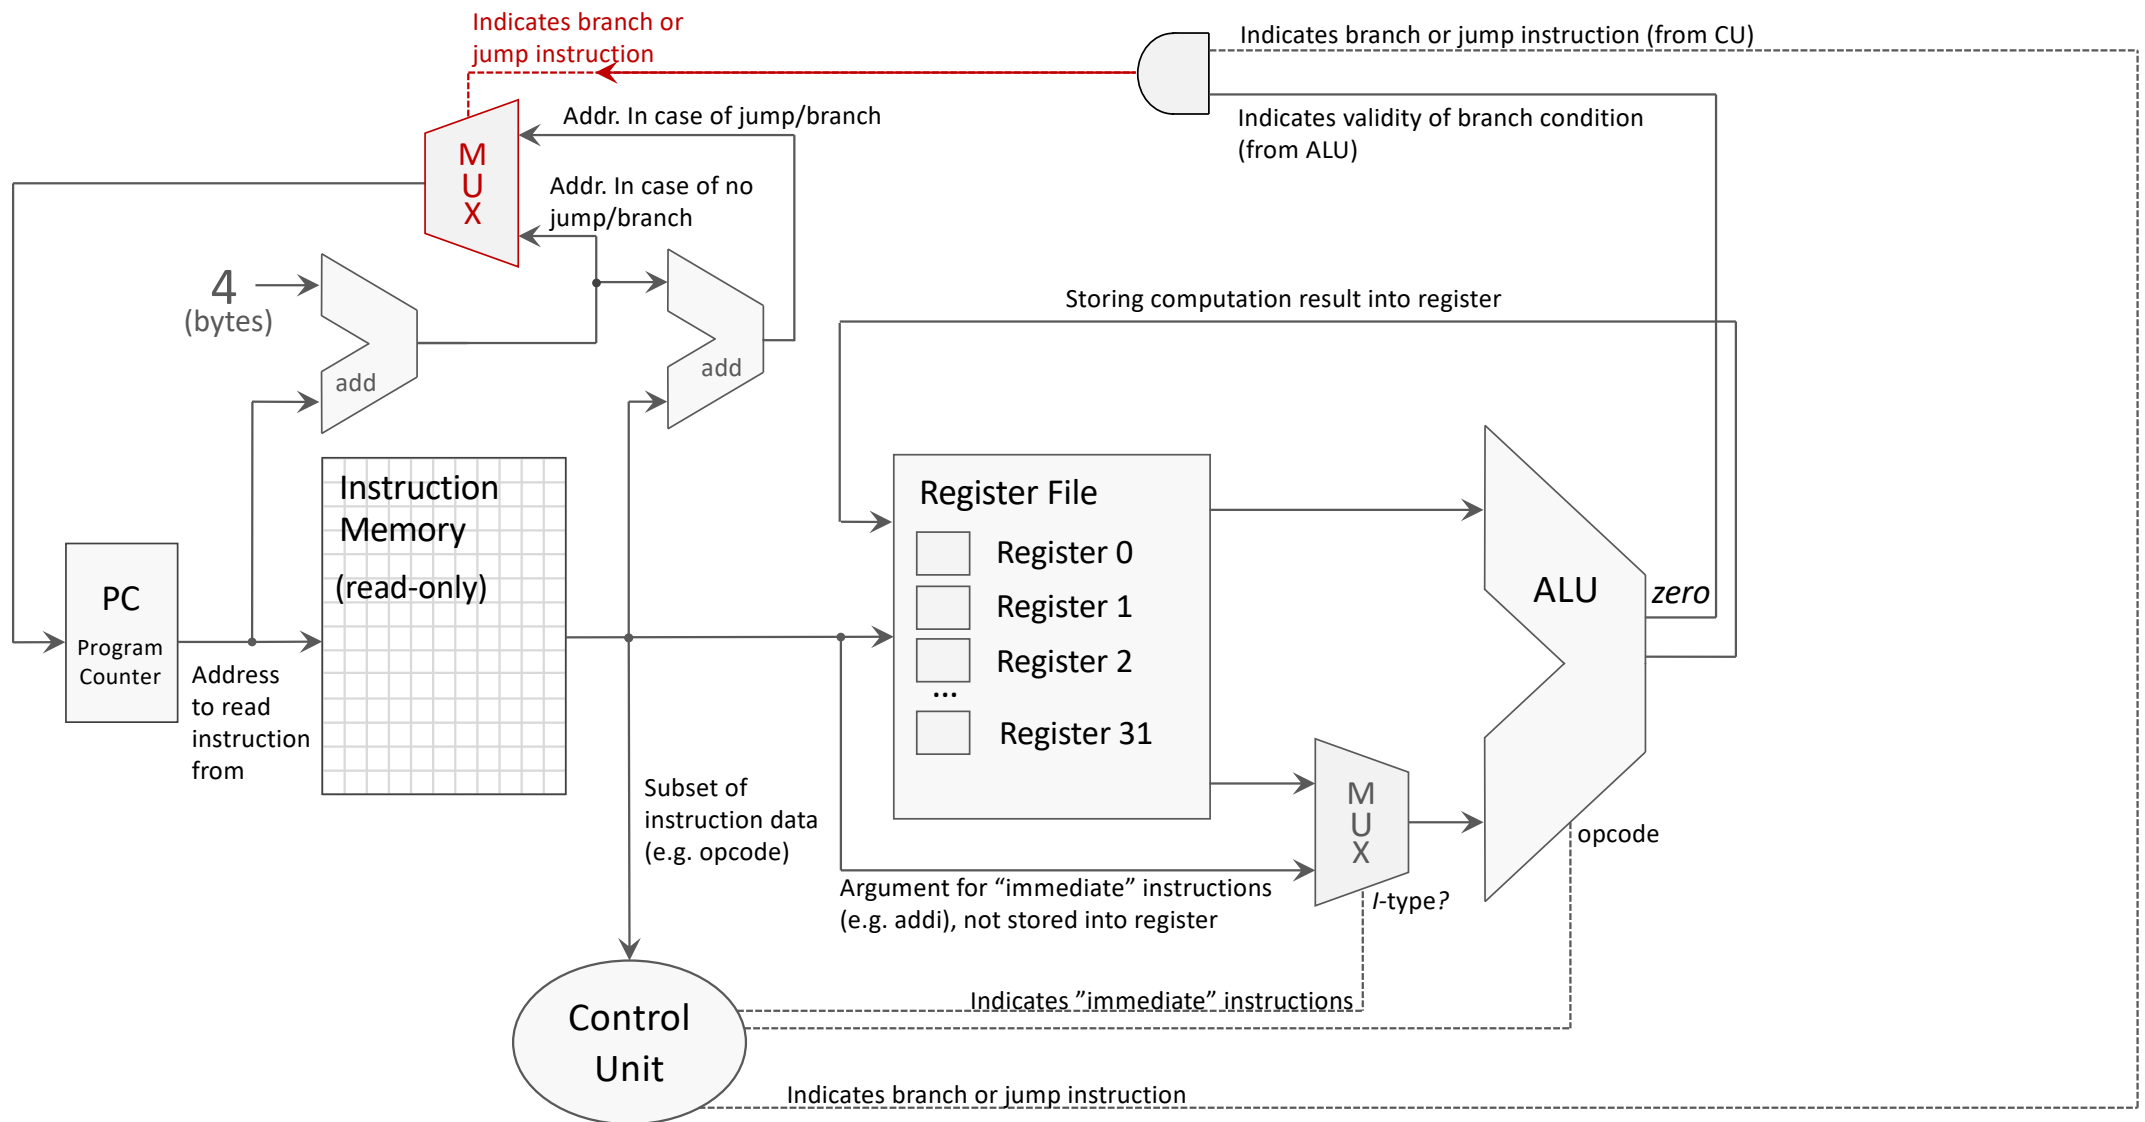 Indicates branch or
jump instruction
Indicates branch or jump instruction (from CU)
Addr. In case of jump/branch
Indicates validity of branch condition
(from ALU)
M
U
X
Addr. In case of no
jump/branch
4
(bytes)
add
add
Storing computation result into register
Instruction
Memory
(read-only)
Register File
Register 0
Register 1
Register 2
...
Register 31
ALU
zero
PC
Program
Counter
Address
to read
instruction
from
Subset of
instruction data
(e.g. opcode)
M
U
X
opcode
Argument for “immediate” instructions
(e.g. addi), not stored into register
I-type?
Control
Unit
Indicates ”immediate” instructions
Indicates branch or jump instruction